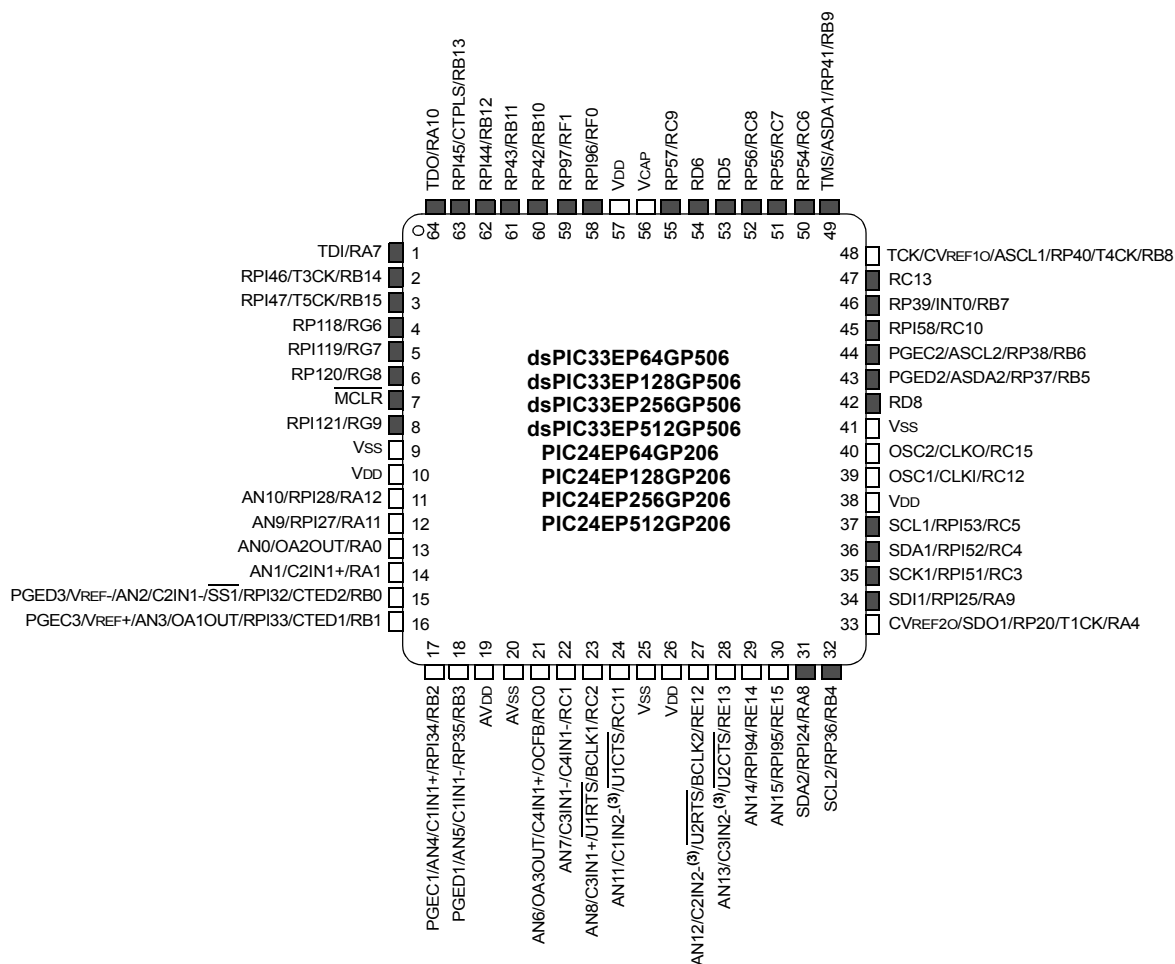 TDO/RA10
RPI45/CTPLS/RB13
RPI44/RB12
RP43/RB11
RP42/RB10
RP97/RF1
RPI96/RF0
VDD
VCAP
RP57/RC9
RD6
RD5
RP56/RC8
RP55/RC7
RP54/RC6
TMS/ASDA1/RP41/RB9
64
63
62
61
60
59
58
57
56
55
54
53
52
51
50
49
TDI/RA7 1
RPI46/T3CK/RB14 2
RPI47/T5CK/RB15 3
RP118/RG6 4
RPI119/RG7 5
RP120/RG8 6
MCLR 7
RPI121/RG9 8
VSS 9
VDD 10
AN10/RPI28/RA12 11
AN9/RPI27/RA11 12
AN0/OA2OUT/RA0 13
AN1/C2IN1+/RA1 14
PGED3/VREF-/AN2/C2IN1-/SS1/RPI32/CTED2/RB0 15
PGEC3/VREF+/AN3/OA1OUT/RPI33/CTED1/RB1 16
dsPIC33EP64GP506
dsPIC33EP128GP506
dsPIC33EP256GP506
dsPIC33EP512GP506
PIC24EP64GP206
PIC24EP128GP206
PIC24EP256GP206
PIC24EP512GP206
48 TCK/CVREF1O/ASCL1/RP40/T4CK/RB8
47 RC13
46 RP39/INT0/RB7
45 RPI58/RC10
44 PGEC2/ASCL2/RP38/RB6
43 PGED2/ASDA2/RP37/RB5
42 RD8
41 VSS
40 OSC2/CLKO/RC15
39 OSC1/CLKI/RC12
38 VDD
37 SCL1/RPI53/RC5
36 SDA1/RPI52/RC4
35 SCK1/RPI51/RC3
34 SDI1/RPI25/RA9
33 CVREF2O/SDO1/RP20/T1CK/RA4
17
18
19
20
21
22
23
24
25
26
27
28
29
30
31
32
PGEC1/AN4/C1IN1+/RPI34/RB2
PGED1/AN5/C1IN1-/RP35/RB3
AVDD
AVSS
AN6/OA3OUT/C4IN1+/OCFB/RC0
AN7/C3IN1-/C4IN1-/RC1
AN8/C3IN1+/U1RTS/BCLK1/RC2
AN11/C1IN2-(3)/U1CTS/RC11
VSS
VDD
AN12/C2IN2-(3)/U2RTS/BCLK2/RE12
AN13/C3IN2-(3)/U2CTS/RE13
AN14/RPI94/RE14
AN15/RPI95/RE15
SDA2/RPI24/RA8
SCL2/RP36/RB4